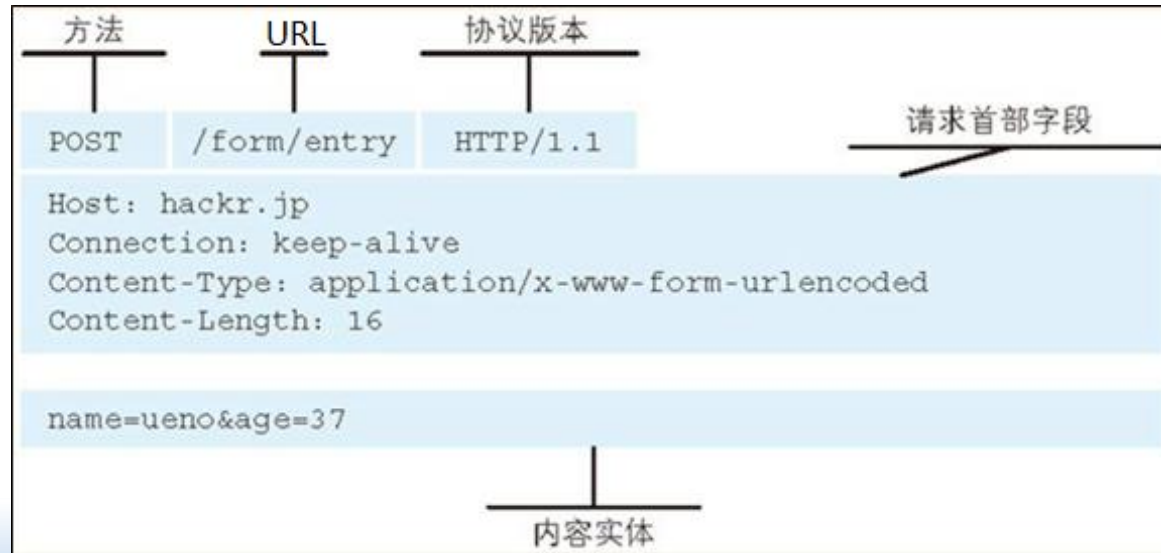 方法 URL 协议版本
POST /form/entry HTTP/1.1
请求首部字段
Host: hackr.jp
Connection: keep-alive
Content-Type: application/x-www-form-urlencoded
Content-Length: 16
name=ueno&age=37
内容实体